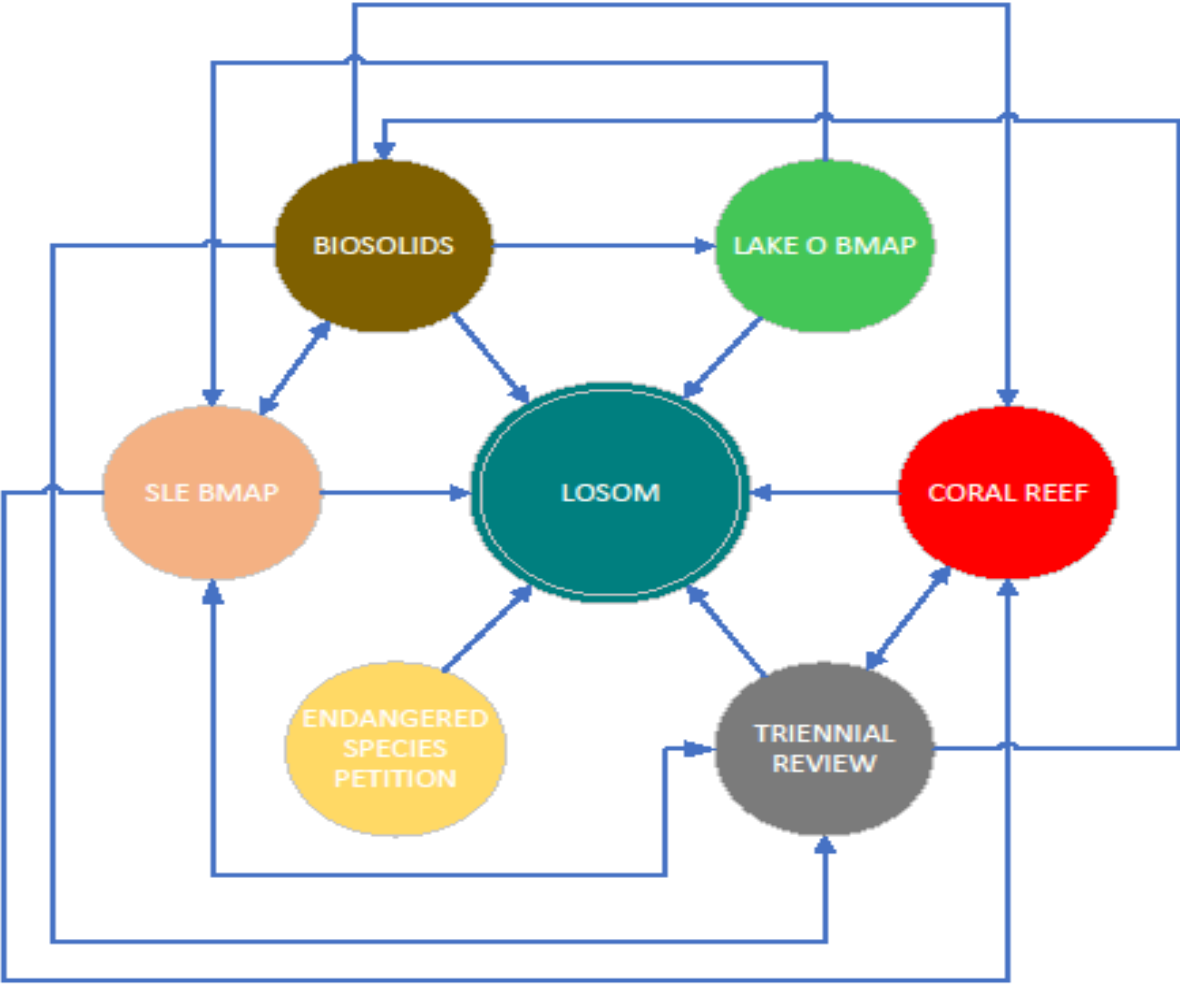 BIOSOLIDS
LAKE O BMAP
SLE BMAP
LOSOM
CORAL REEF
ENDANGERED
SPECIES
PETITION
TRIENNIAL
REVIEW